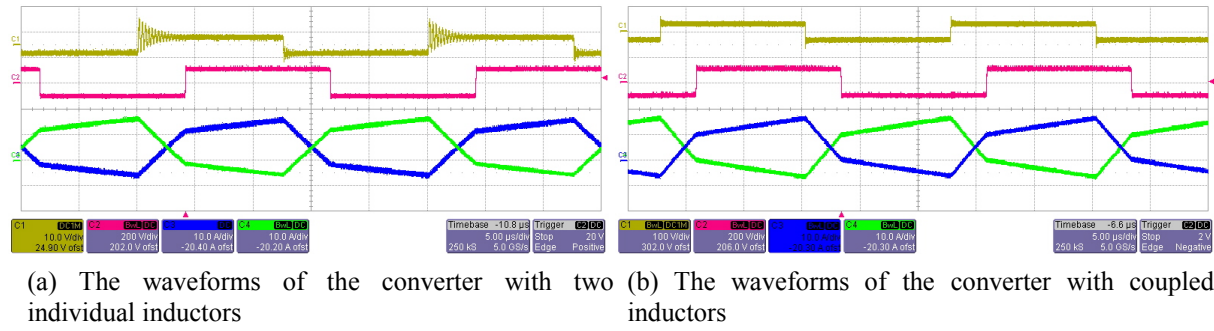 C1
C2
C3
C1 DC1M
10.0 V/div
24.90 V ofst
C2 BwL DC
200 V/div
202.0 V ofst
10.0 A/div
-20.40 A ofst
C4 BwL DC
10.0 A/div
-20.20 A ofst
Timebase -10.8 µs
5.00 µs/div
250 kS 5.0 GS/s
Trigger C2 DC
Stop 20 V
Edge Positive
C1
C2
C3
C1 BwL DC
100 V/div
302.0 V ofst
C2 BwL DC
200 V/div
206.0 V ofst
10.0 A/div
C4 BwL DC
10.0 A/div
-20.30 A ofst
Timebase -6.6 µs
5.00 µs/div
250 kS 5.0 GS/s
Trigger C2 DC
Stop 2 V
Edge Negative
(a) The waveforms of the converter with two
individual inductors
(b) The waveforms of the converter with coupled
inductors